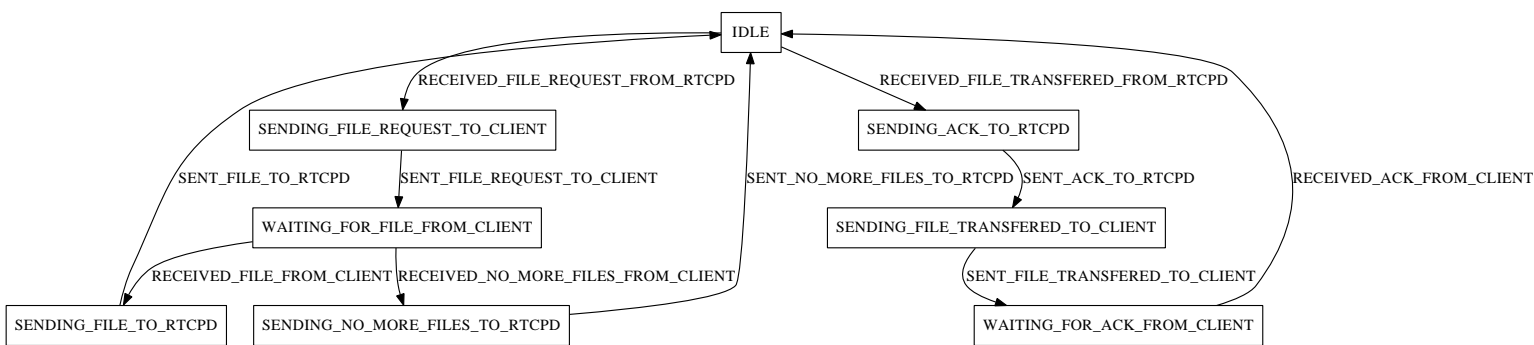 IDLE
RECEIVED_FILE_REQUEST_FROM_RTCPD
RECEIVED_FILE_TRANSFERED_FROM_RTCPD
SENDING_FILE_REQUEST_TO_CLIENT
SENDING_ACK_TO_RTCPD
SENT_FILE_TO_RTCPD
SENT_FILE_REQUEST_TO_CLIENT
SENT_NO_MORE_FILES_TO_RTCPD
SENT_ACK_TO_RTCPD
RECEIVED_ACK_FROM_CLIENT
WAITING_FOR_FILE_FROM_CLIENT
SENDING_FILE_TRANSFERED_TO_CLIENT
RECEIVED_FILE_FROM_CLIENT
RECEIVED_NO_MORE_FILES_FROM_CLIENT
SENT_FILE_TRANSFERED_TO_CLIENT
SENDING_FILE_TO_RTCPD
SENDING_NO_MORE_FILES_TO_RTCPD
WAITING_FOR_ACK_FROM_CLIENT